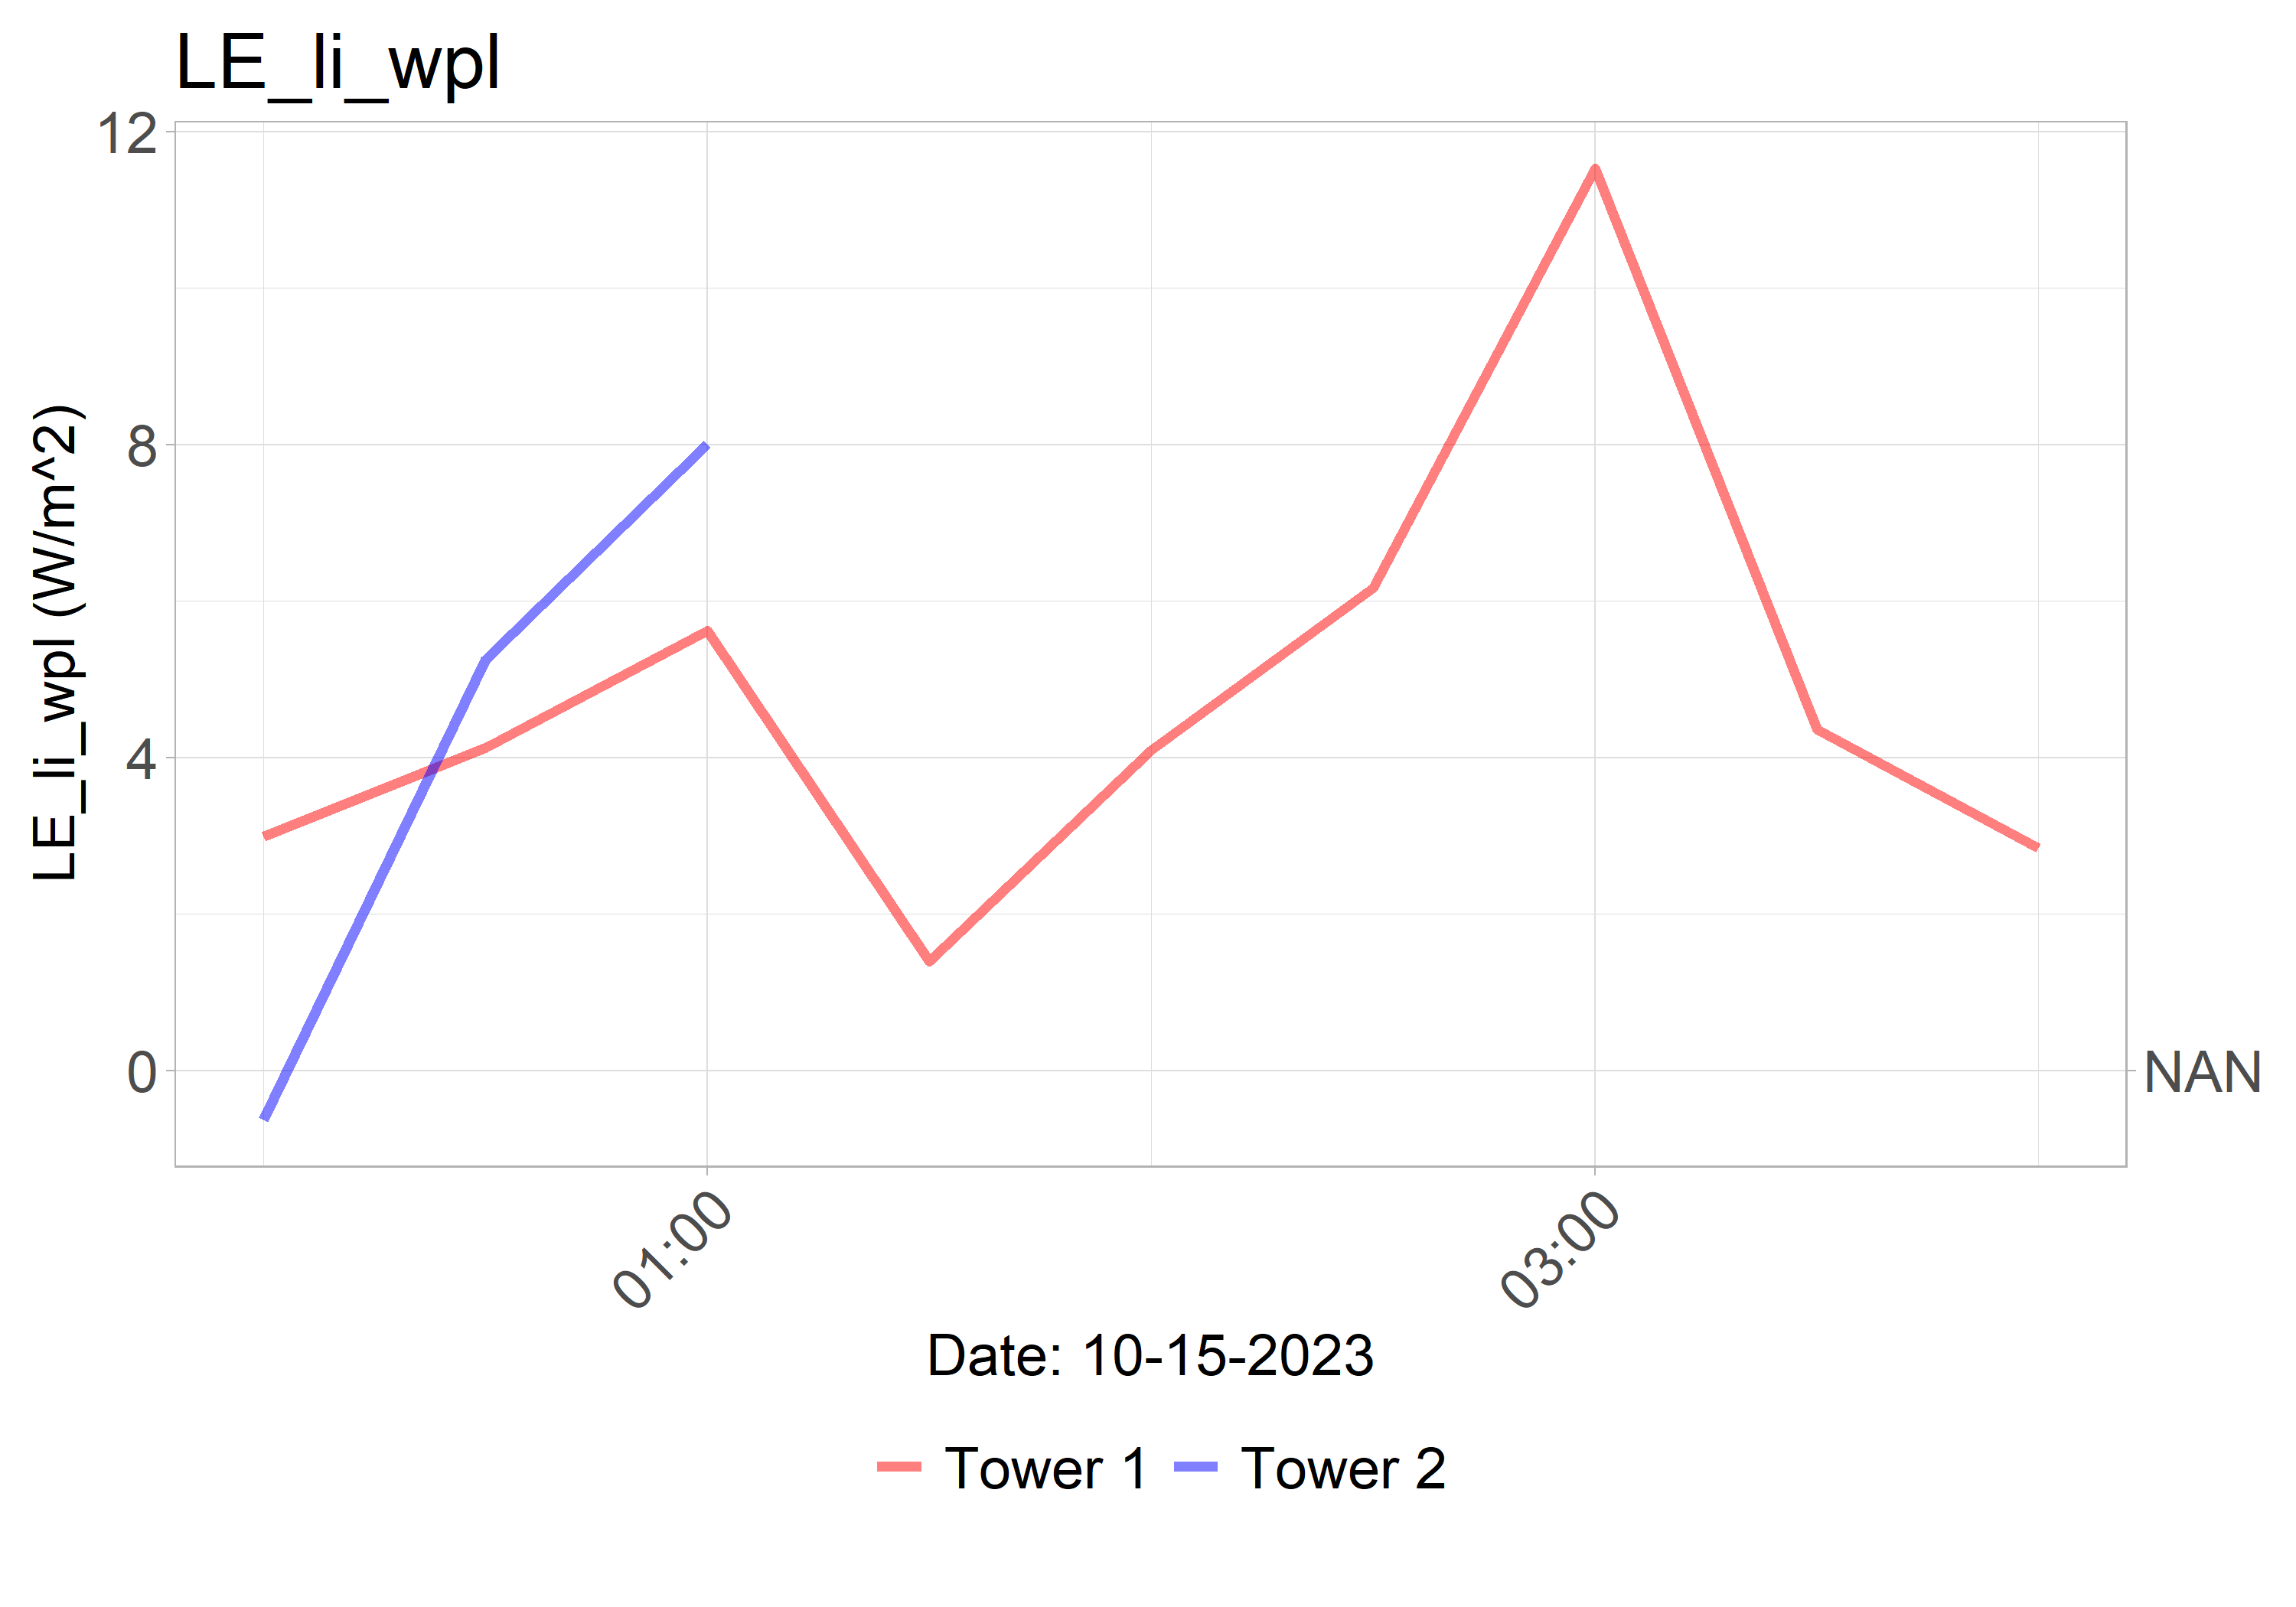 LE_li_wpl
12
8
4
0
LE_li_wpl (W/m^2)
NAN
01:00
03:00
Date: 10-15-2023
Tower 1 Tower 2